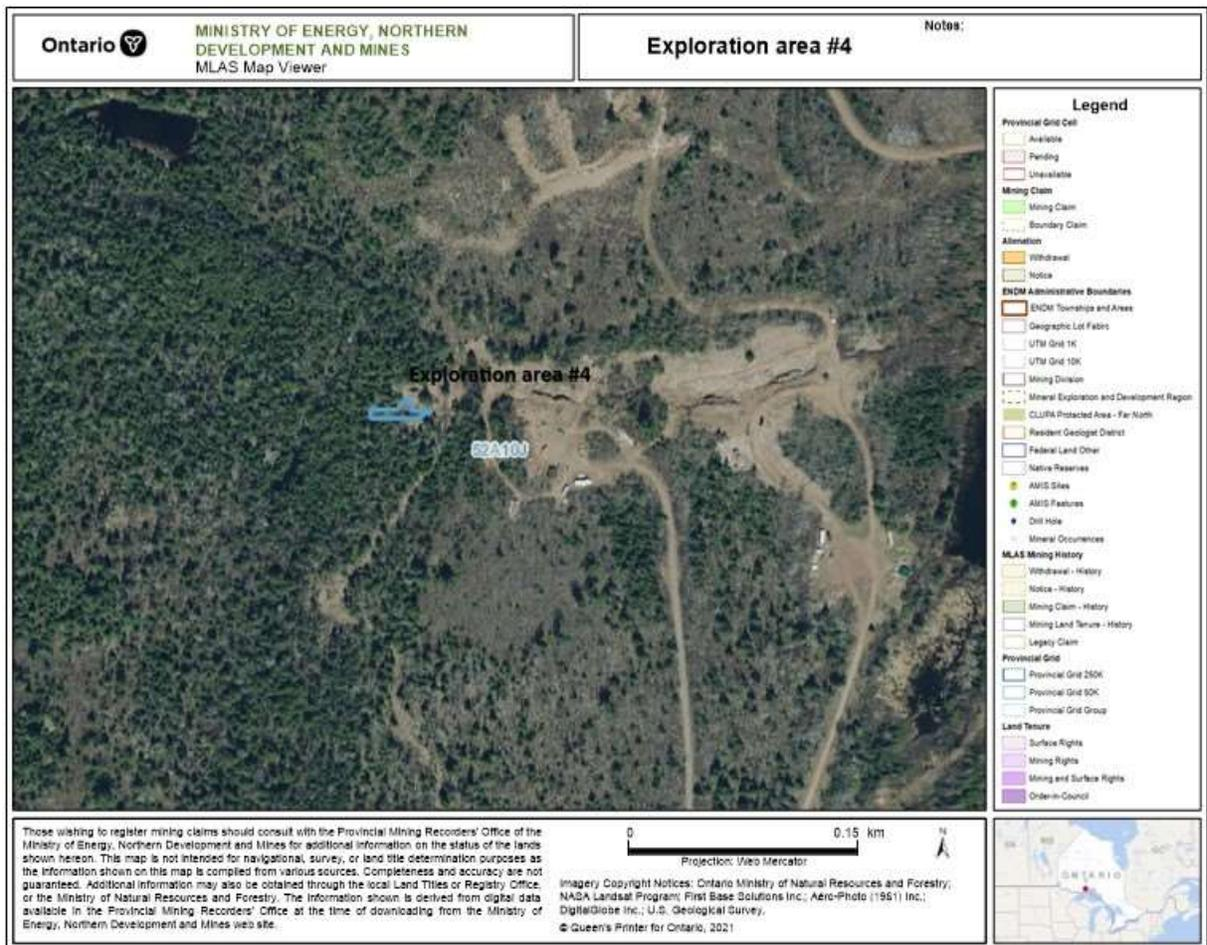 Ontario
MINISTRY OF ENERGY, NORTHERN
DEVELOPMENT AND MINES
MLAS Map Viewer
Notes:
Exploration area #4
Exploration area #4
52A10J
Legend
Provincial Grid Cell
Available
Pending
Unavailable
Mining Claim
Mining Claim
Boundary Claim
Alienation
Withdrawal
Notice
ENDM Administrative Boundaries
ENDM Townships and Areas
Geographic Lot Fabric
UTM Grid 1K
UTM Grid 10K
Mining Division
Mineral Exploration and Development Region
CLUPA Protected Area - Far North
Resident Geologist District
Federal Land Other
Native Reserves
AMIS Sites
AMIS Features
Drill Hole
Mineral Occurrences
MLAS Mining History
Withdrawal - History
Notice - History
Mining Claim - History
Mining Land Tenure - History
Legacy Claim
Provincial Grid
Provincial Grid 250K
Provincial Grid 50K
Provincial Grid Group
Land Tenure
Surface Rights
Mining Rights
Mining and Surface Rights
Order-in-Council
Those wishing to register mining claims should consult with the Provincial Mining Recorders' Office of the
Ministry of Energy, Northern Development and Mines for additional information on the status of the lands
shown hereon. This map is not intended for navigational, survey, or land title determination purposes as
the information shown on this map is compiled from various sources. Completeness and accuracy are not
guaranteed. Additional information may also be obtained through the local Land Titles or Registry Office,
or the Ministry of Natural Resources and Forestry. The information shown is derived from digital data
available in the Provincial Mining Recorders' Office at the time of downloading from the Ministry of
Energy, Northern Development and Mines web site.
0 0.15 km
Projection: Web Mercator
N
Imagery Copyright Notices: Ontario Ministry of Natural Resources and Forestry;
NASA Landsat Program; First Base Solutions Inc.; Aero-Photo (1961) Inc.;
DigitalGlobe Inc.; U.S. Geological Survey.
© Queen's Printer for Ontario, 2021
ONTARIO